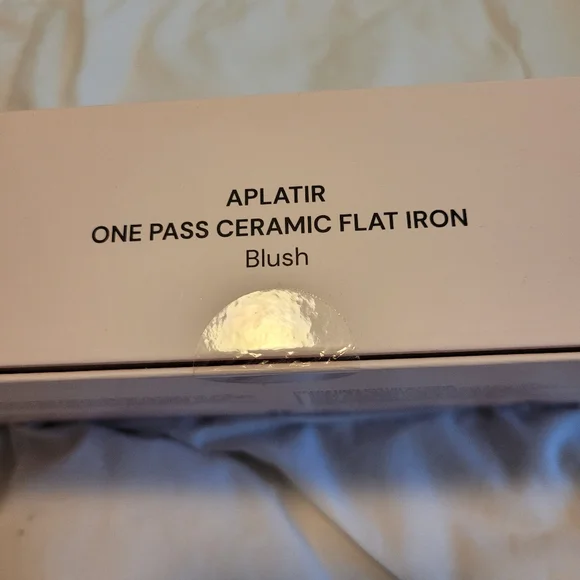 APLATIR
ONE PASS CERAMIC FLAT IRON
Blush